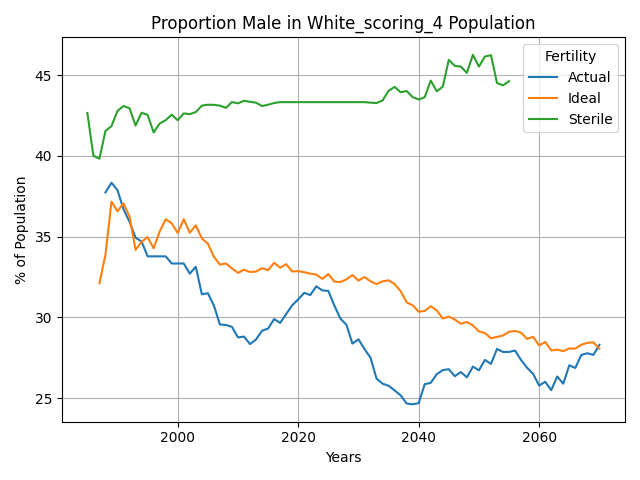 Proportion Male in White_scoring_4 Population
Fertility
Actual
Ideal
Sterile
% of Population
45
40
35
30
25
2000
2020
2040
2060
Years